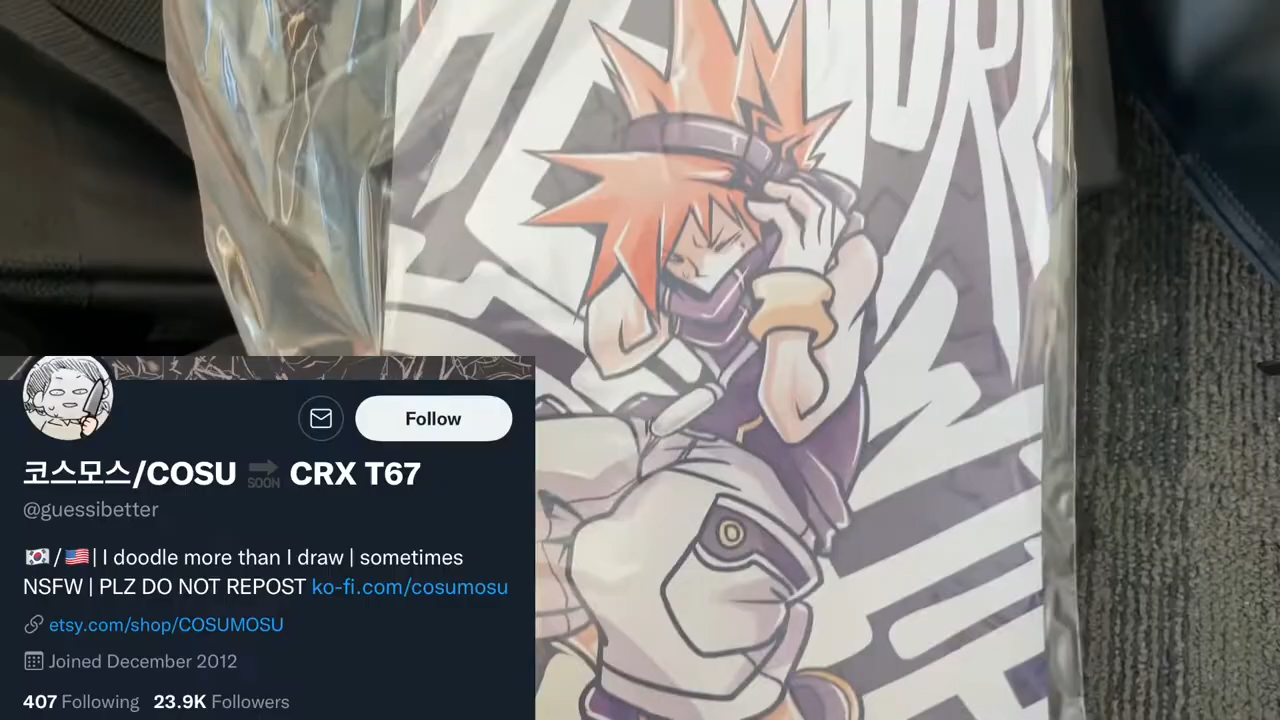 Follow
코스모스/COSU 🔜 CRX T67
SOON
@guessibetter
🇰🇷/🇺🇸| I doodle more than I draw | sometimes
NSFW | PLZ DO NOT REPOST ko-fi.com/cosumosu
etsy.com/shop/COSUMOSU
Joined December 2012
407 Following 23.9K Followers